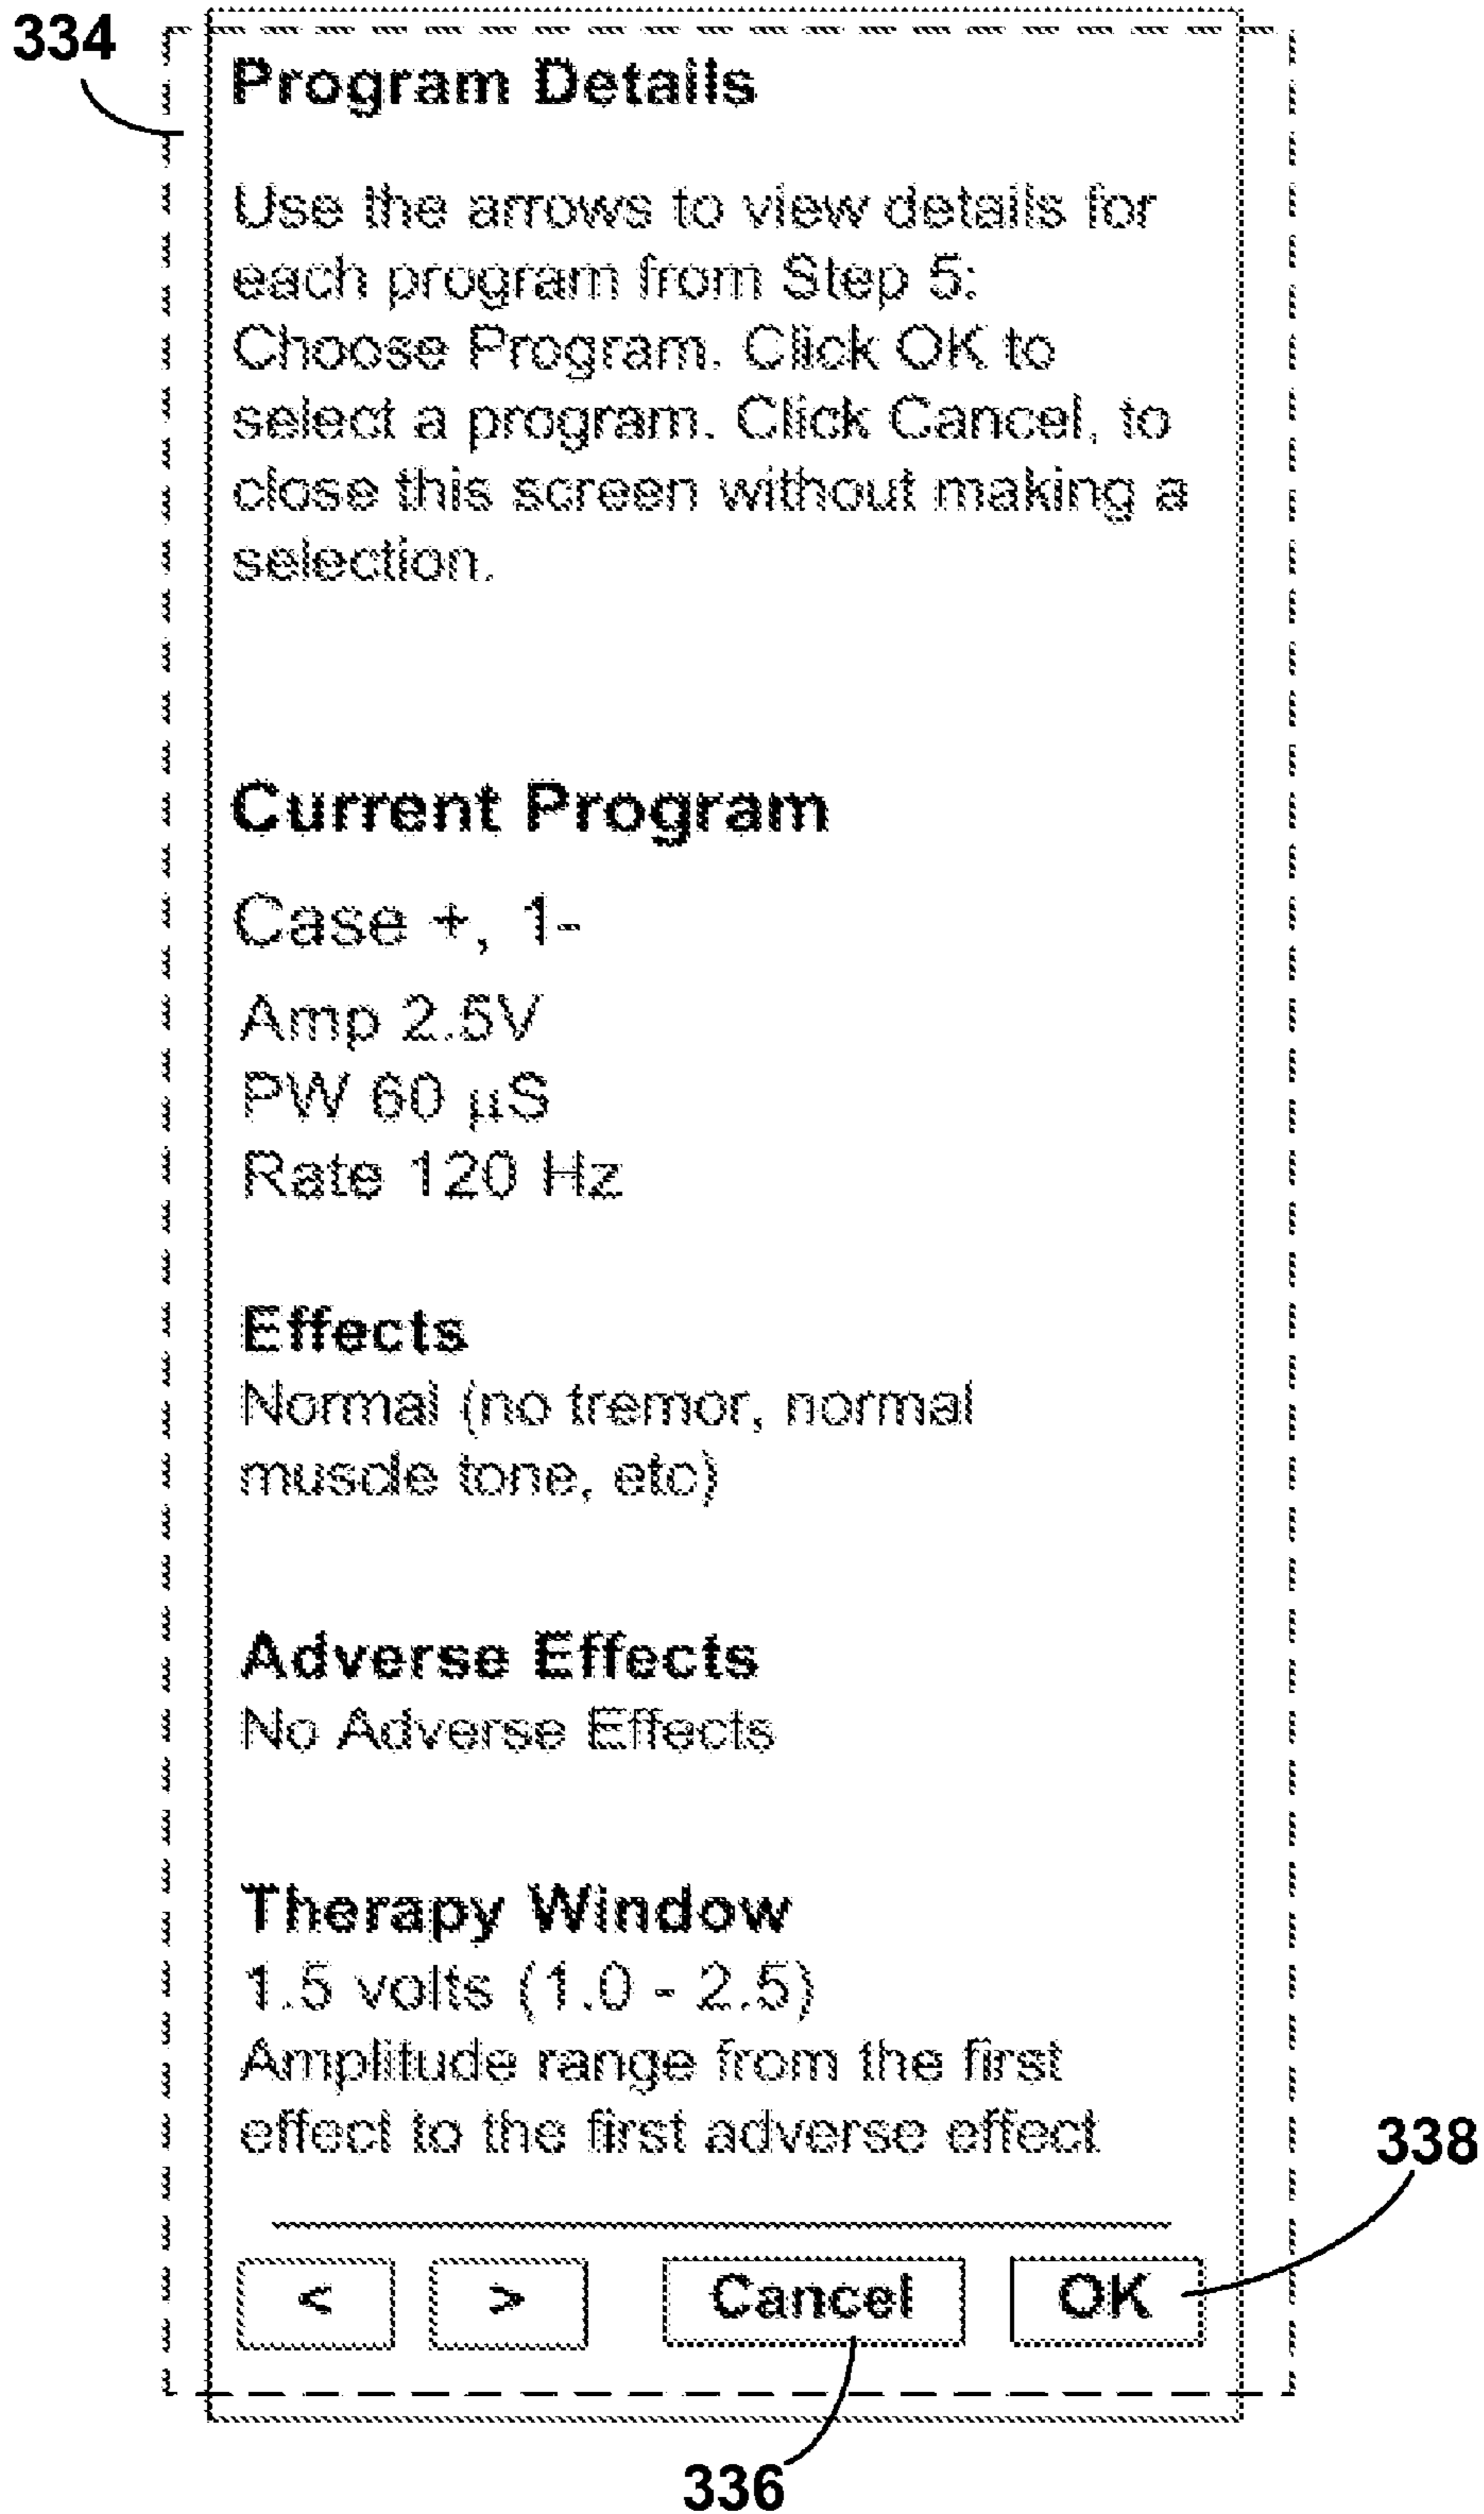 334
Program Details
Use the arrows to view details for
each program from Step 5:
Choose Program. Click OK to
select a program. Click Cancel, to
close this screen without making a
selection.
Current Program
Case +, 1-
Amp 2.5V
PW 60 µS
Rate 120 Hz
Effects
Normal (no tremor, normal
muscle tone, etc)
Adverse Effects
No Adverse Effects
Therapy Window
1.5 volts (1.0 - 2.5)
Amplitude range from the first
effect to the first adverse effect
338
< > Cancel OK
336